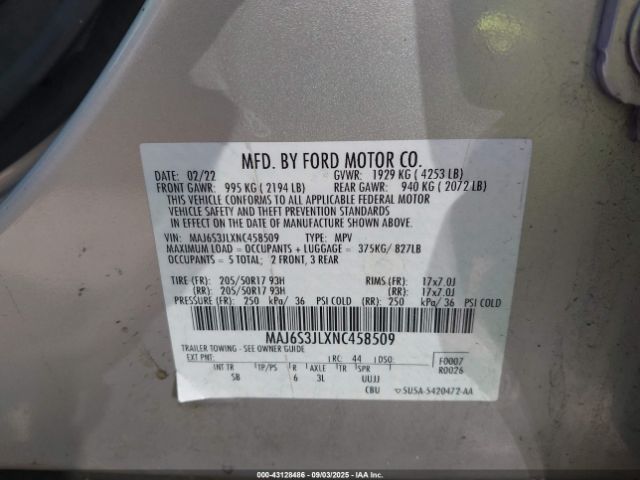 MFD. BY FORD MOTOR CO.
DATE: 02/22 GVWR: 1929 KG ( 4253 LB)
FRONT GAWR: 995 KG ( 2194 LB) REAR GAWR: 940 KG ( 2072 LB)
THIS VEHICLE CONFORMS TO ALL APPLICABLE FEDERAL MOTOR
VEHICLE SAFETY AND THEFT PREVENTION STANDARDS
IN EFFECT ON THE DATE OF MANUFACTURE SHOWN ABOVE.
VIN: MAJ6S3JLXNC458509 TYPE: MPV
MAXIMUM LOAD = OCCUPANTS + LUGGAGE = 375KG/ 827LB
OCCUPANTS = 5 TOTAL; 2 FRONT, 3 REAR
TIRE (FR): 205/50R17 93H RIMS (FR): 17x7.0J
(RR): 205/50R17 93H (RR): 17x7.0J
PRESSURE (FR): 250 kPa/ 36 PSI COLD (RR): 250 kPa/ 36 PSI COLD
MAJ6S3JLXNC458509
TRAILER TOWING - SEE OWNER GUIDE
EXT PNT: RC: 44 DSO: F0007
R0026
INT TR TP/PS R AXLE TR SPR
SB 6 3L UUJJ
CBU SU5A-5420472-AA
00-43128486 - 09/03/2025 - IAAI.COM